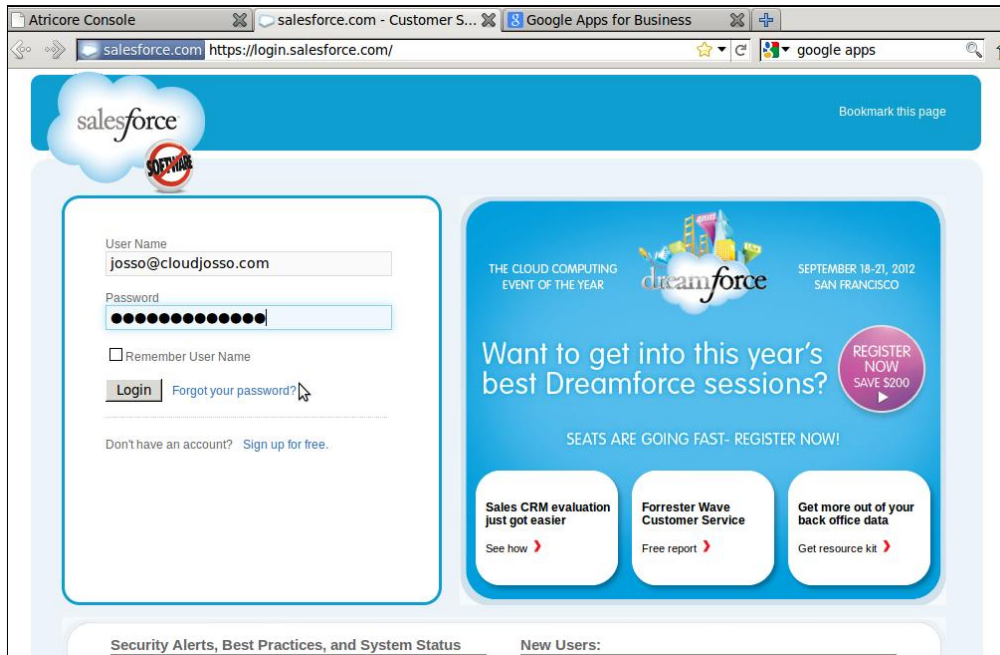 Atricore Console
salesforce.com - Customer S...
Google Apps for Business
salesforce.com https://login.salesforce.com/
google apps
salesforce
SOFTWARE
Bookmark this page
User Name
josso@cloudjosso.com
Password
●●●●●●●●●●●●●
Remember User Name
Login Forgot your password?
Don't have an account? Sign up for free.
THE CLOUD COMPUTING
EVENT OF THE YEAR
dreamforce
SEPTEMBER 18-21, 2012
SAN FRANCISCO
Want to get into this year's
best Dreamforce sessions?
REGISTER
NOW
SAVE $200
SEATS ARE GOING FAST- REGISTER NOW!
Sales CRM evaluation
just got easier
See how
Forrester Wave
Customer Service
Free report
Get more out of your
back office data
Get resource kit
Security Alerts, Best Practices, and System Status
New Users: